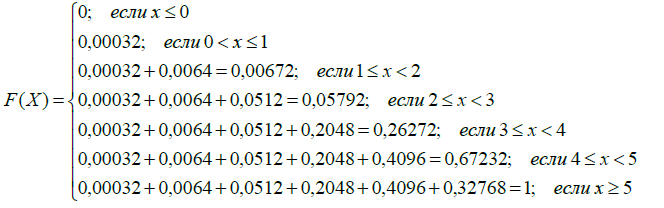 0; если x ≤ 0
0,00032; если 0 < x ≤ 1
0,00032 + 0,0064 = 0,00672; если 1 ≤ x < 2
F(X) = 0,00032 + 0,0064 + 0,0512 = 0,05792; если 2 ≤ x < 3
0,00032 + 0,0064 + 0,0512 + 0,2048 = 0,26272; если 3 ≤ x < 4
0,00032 + 0,0064 + 0,0512 + 0,2048 + 0,4096 = 0,67232; если 4 ≤ x < 5
0,00032 + 0,0064 + 0,0512 + 0,2048 + 0,4096 + 0,32768 = 1; если x ≥ 5